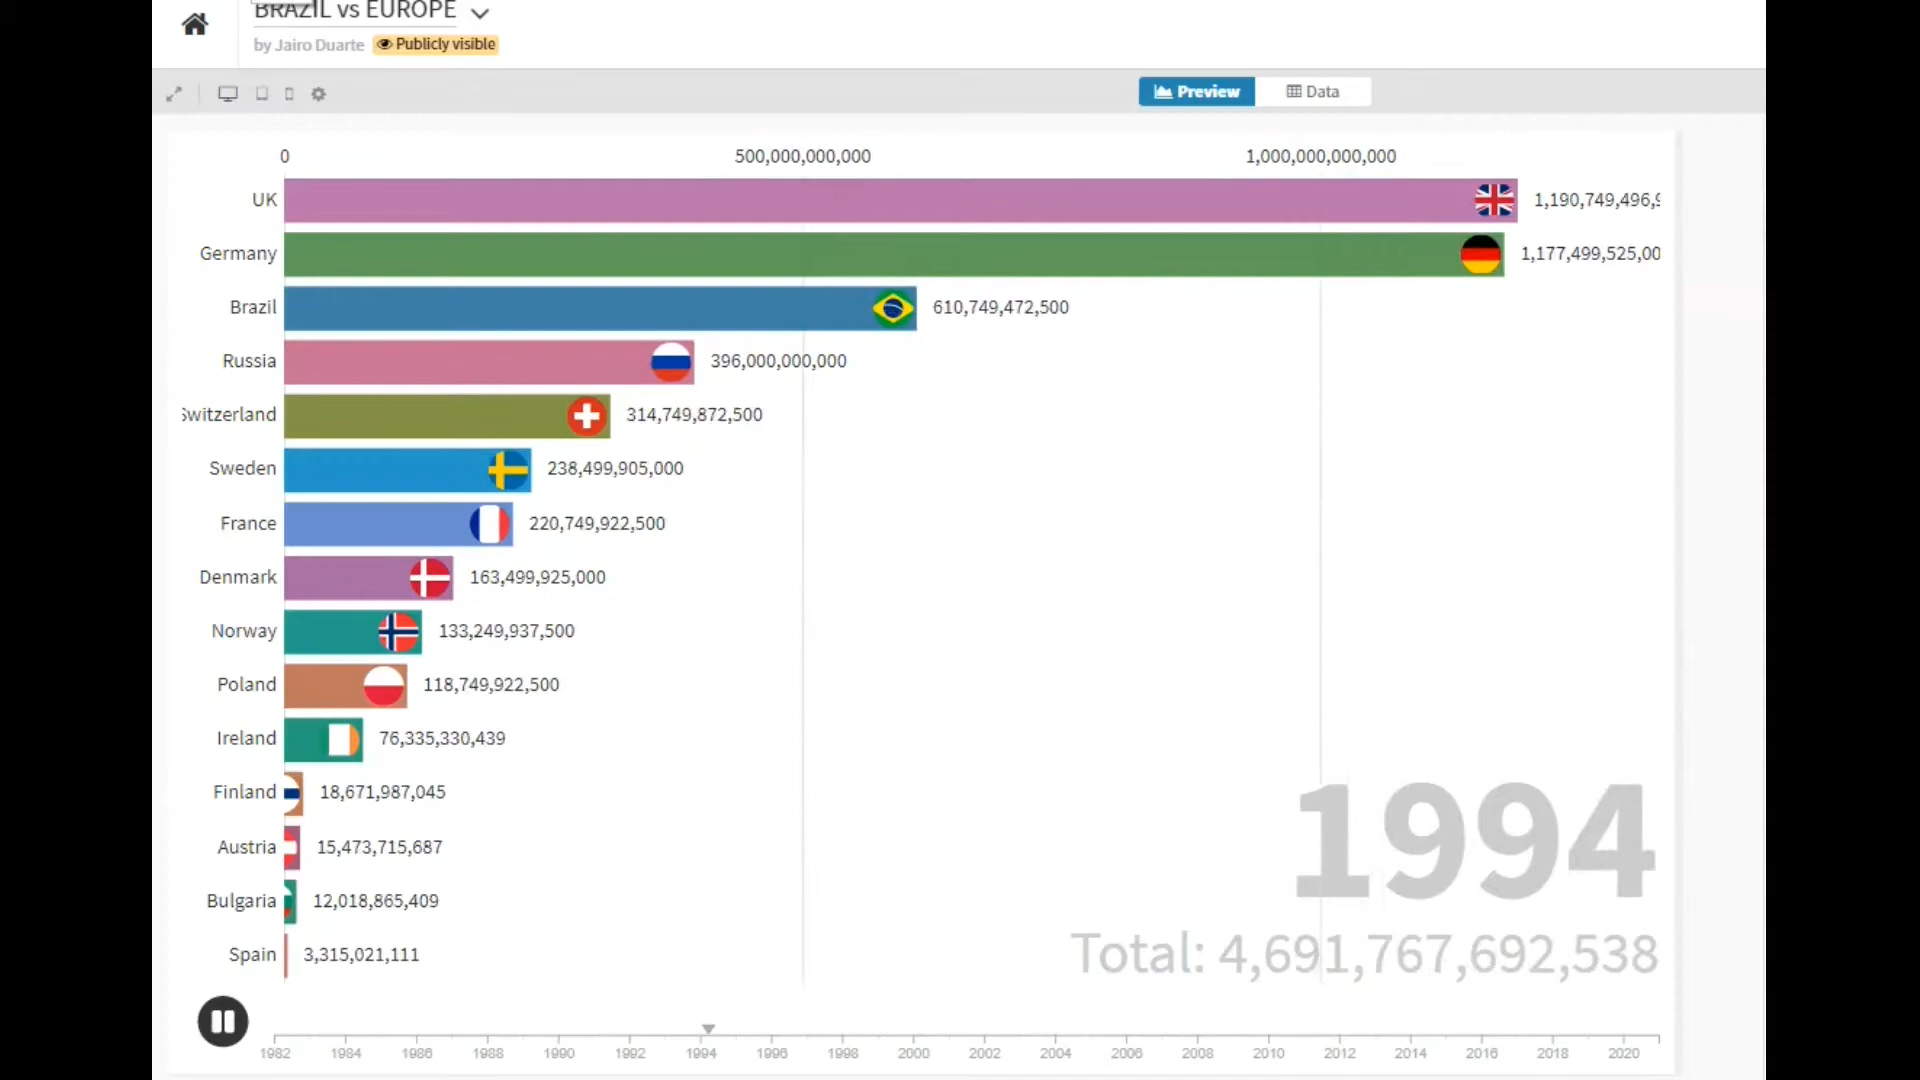 BRAZIL vs EUROPE
by Jairo Duarte Publicly visible
Preview Data
0 500,000,000,000 1,000,000,000,000
UK 1,190,749,496,9
Germany 1,177,499,525,00
Brazil 610,749,472,500
Russia 396,000,000,000
Switzerland 314,749,872,500
Sweden 238,499,905,000
France 220,749,922,500
Denmark 163,499,925,000
Norway 133,249,937,500
Poland 118,749,922,500
Ireland 76,335,330,439
Finland 18,671,987,045
Austria 15,473,715,687
Bulgaria 12,018,865,409
Spain 3,315,021,111
1994
Total: 4,691,767,692,538
1982 1984 1986 1988 1990 1992 1994 1996 1998 2000 2002 2004 2006 2008 2010 2012 2014 2016 2018 2020